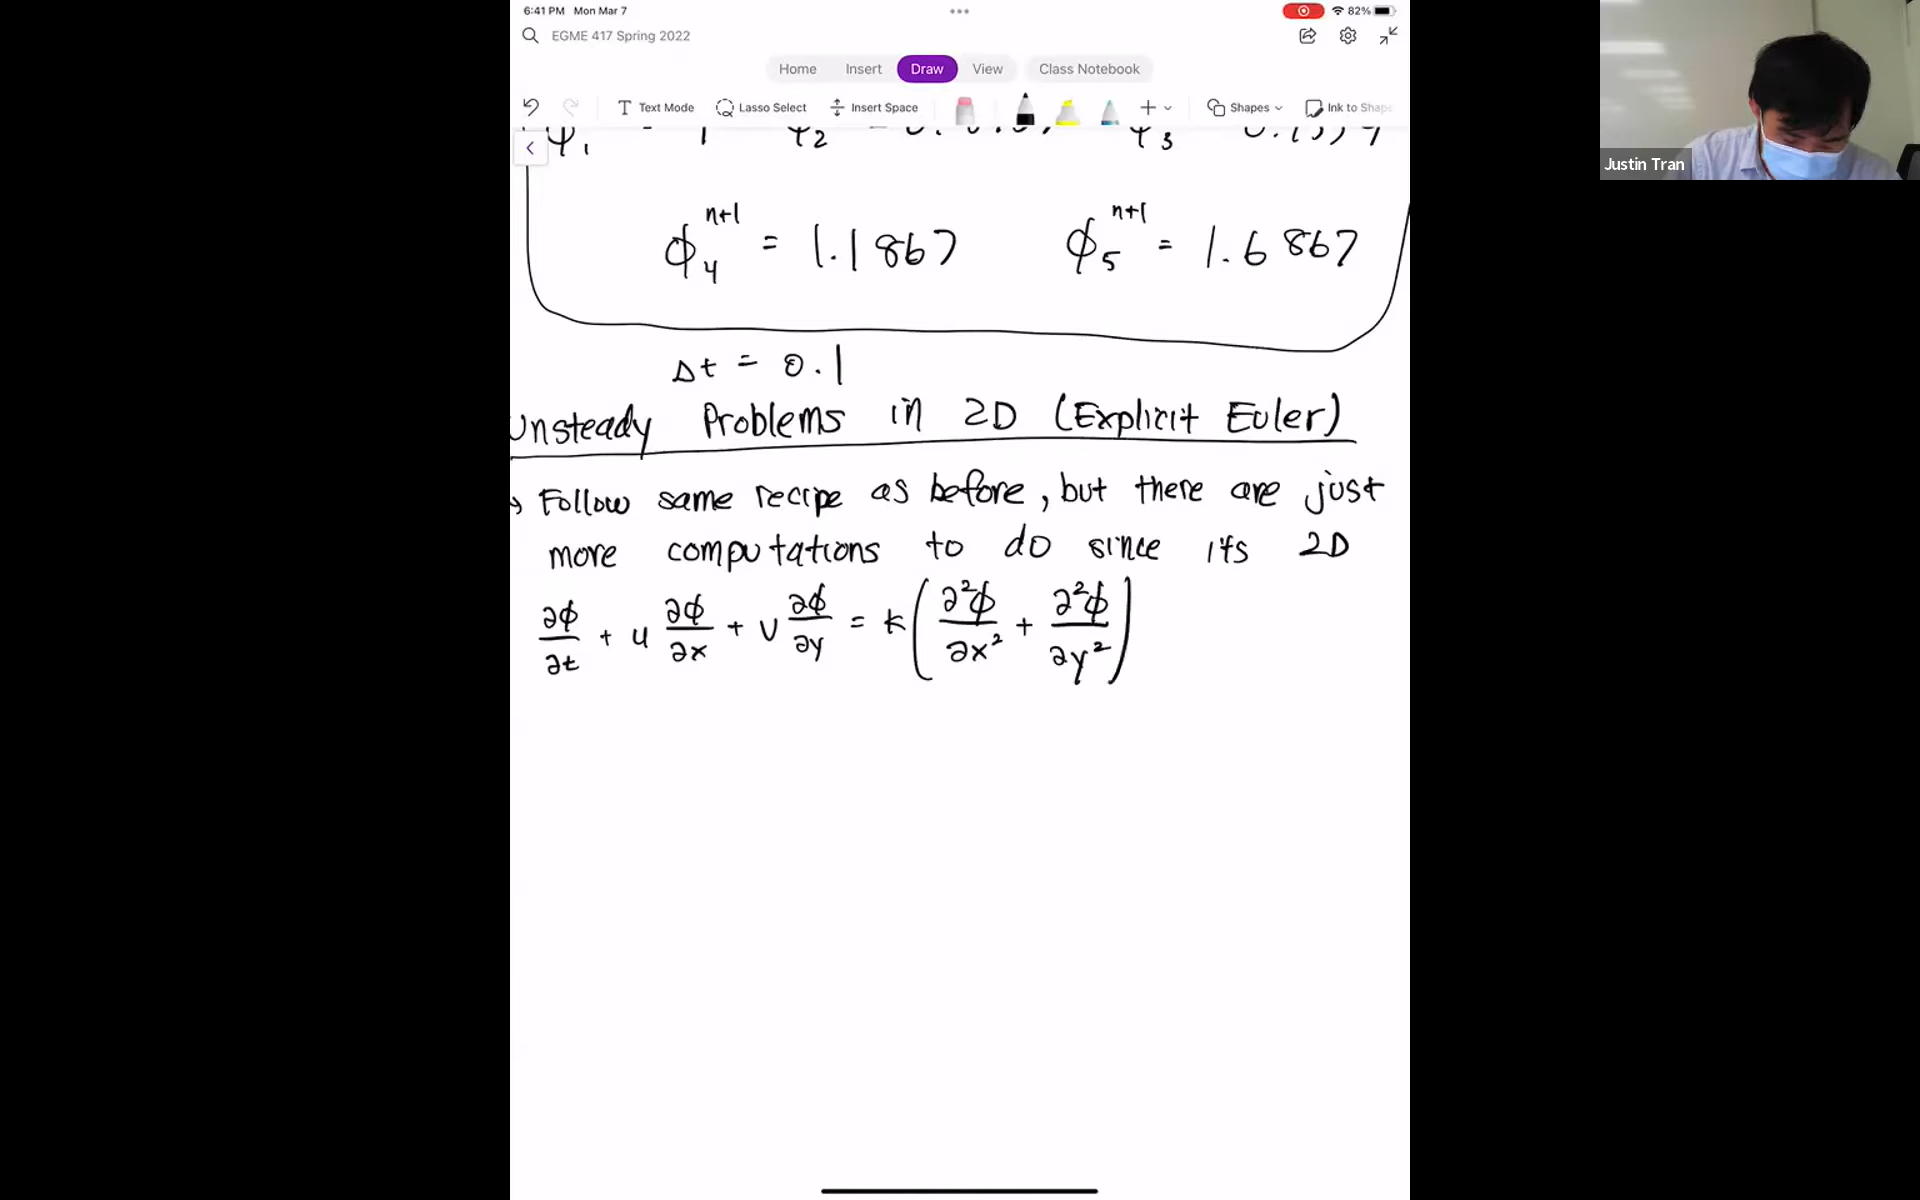 6:41 PM Mon Mar 7
82%
EGME 417 Spring 2022
Home Insert Draw View Class Notebook
Text Mode Lasso Select Insert Space Shapes Ink to Shape
Justin Tran
ϕ₄ⁿ⁺¹ = 1.1867 ϕ₅ⁿ⁺¹ = 1.6867
Δt = 0.1
Unsteady Problems in 2D (Explicit Euler)
→ Follow same recipe as before, but there are just
more computations to do since its 2D
∂ϕ/∂t + u ∂ϕ/∂x + v ∂ϕ/∂y = k(∂²ϕ/∂x² + ∂²ϕ/∂y²)